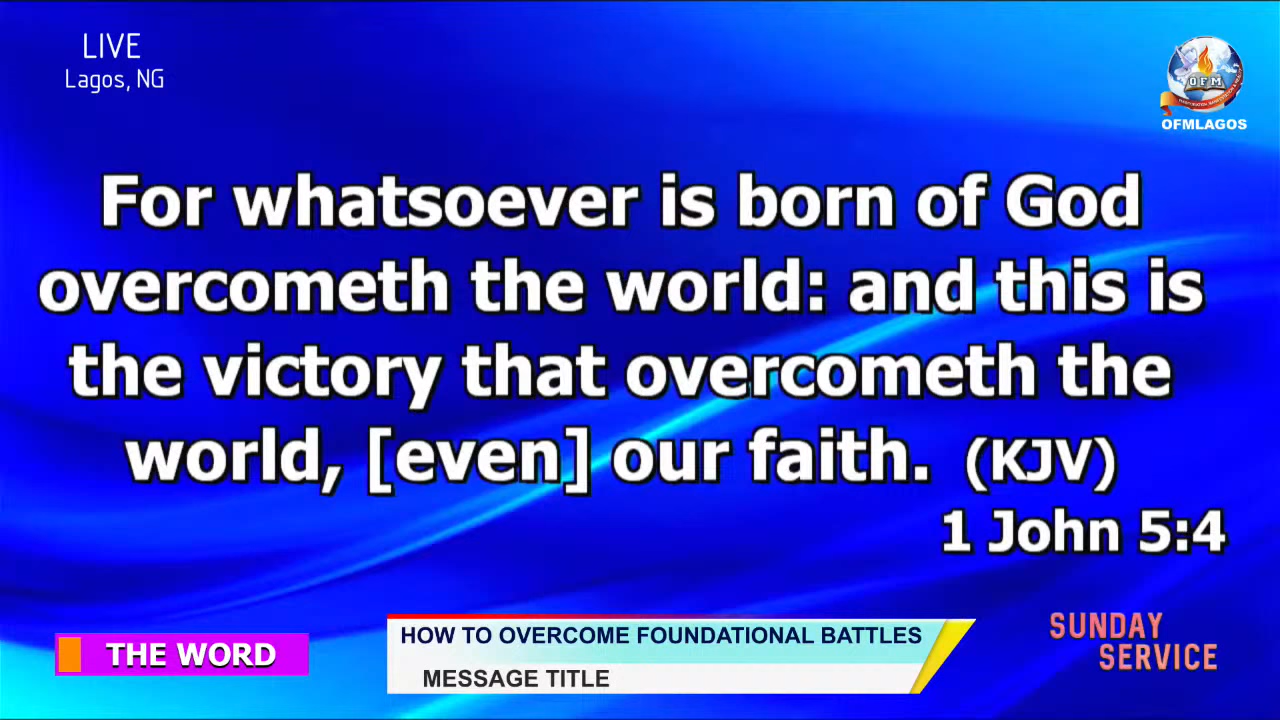 LIVE
Lagos, NG
OFM
OFMLAGOS
For whatsoever is born of God
overcometh the world: and this is
the victory that overcometh the
world, [even] our faith. (KJV)
1 John 5:4
THE WORD
HOW TO OVERCOME FOUNDATIONAL BATTLES
MESSAGE TITLE
SUNDAY
SERVICE